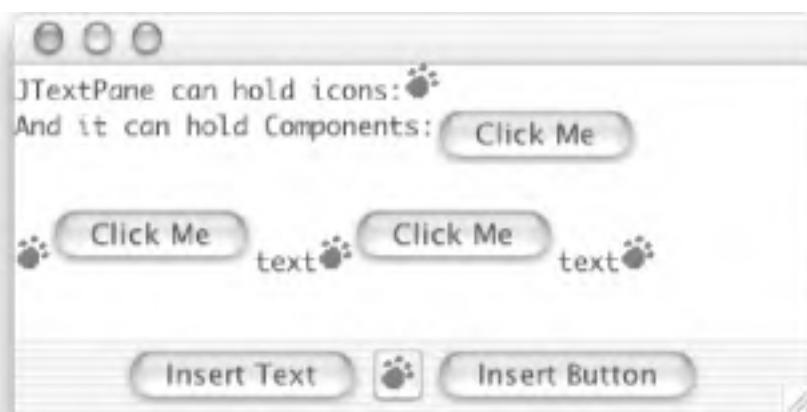 JTextPane can hold icons:
And it can hold Components: Click Me
Click Me text Click Me text
Insert Text Insert Button